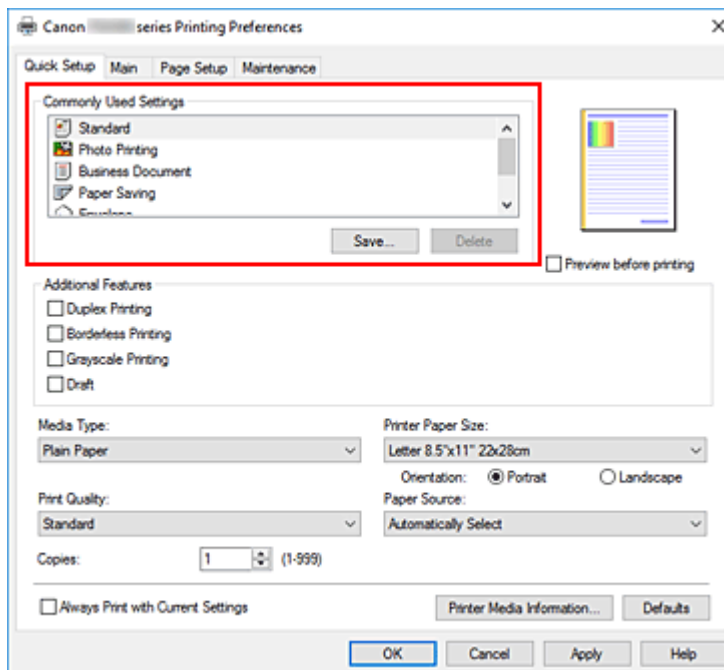 Canon series Printing Preferences
Quick Setup Main Page Setup Maintenance
Commonly Used Settings
Standard
Photo Printing
Business Document
Paper Saving
Envelope
Save... Delete
Preview before printing
Additional Features
Duplex Printing
Borderless Printing
Grayscale Printing
Draft
Media Type: Printer Paper Size:
Plain Paper Letter 8.5"x11" 22x28cm
Orientation: Portrait Landscape
Print Quality: Paper Source:
Standard Automatically Select
Copies: 1 (1-999)
Always Print with Current Settings Printer Media Information... Defaults
OK Cancel Apply Help